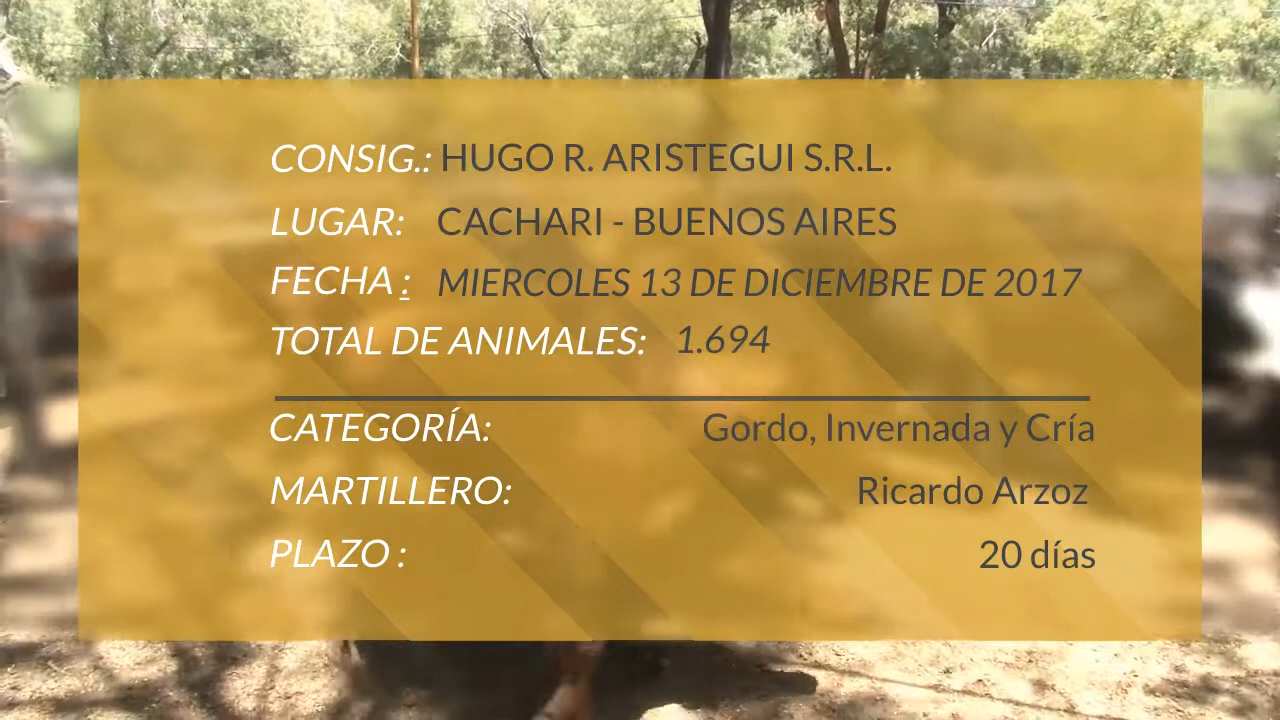 CONSIG.: HUGO R. ARISTEGUI S.R.L.
LUGAR: CACHARI - BUENOS AIRES
FECHA : MIERCOLES 13 DE DICIEMBRE DE 2017
TOTAL DE ANIMALES: 1.694
CATEGORÍA: Gordo, Invernada y Cría
MARTILLERO: Ricardo Arzoz
PLAZO : 20 días